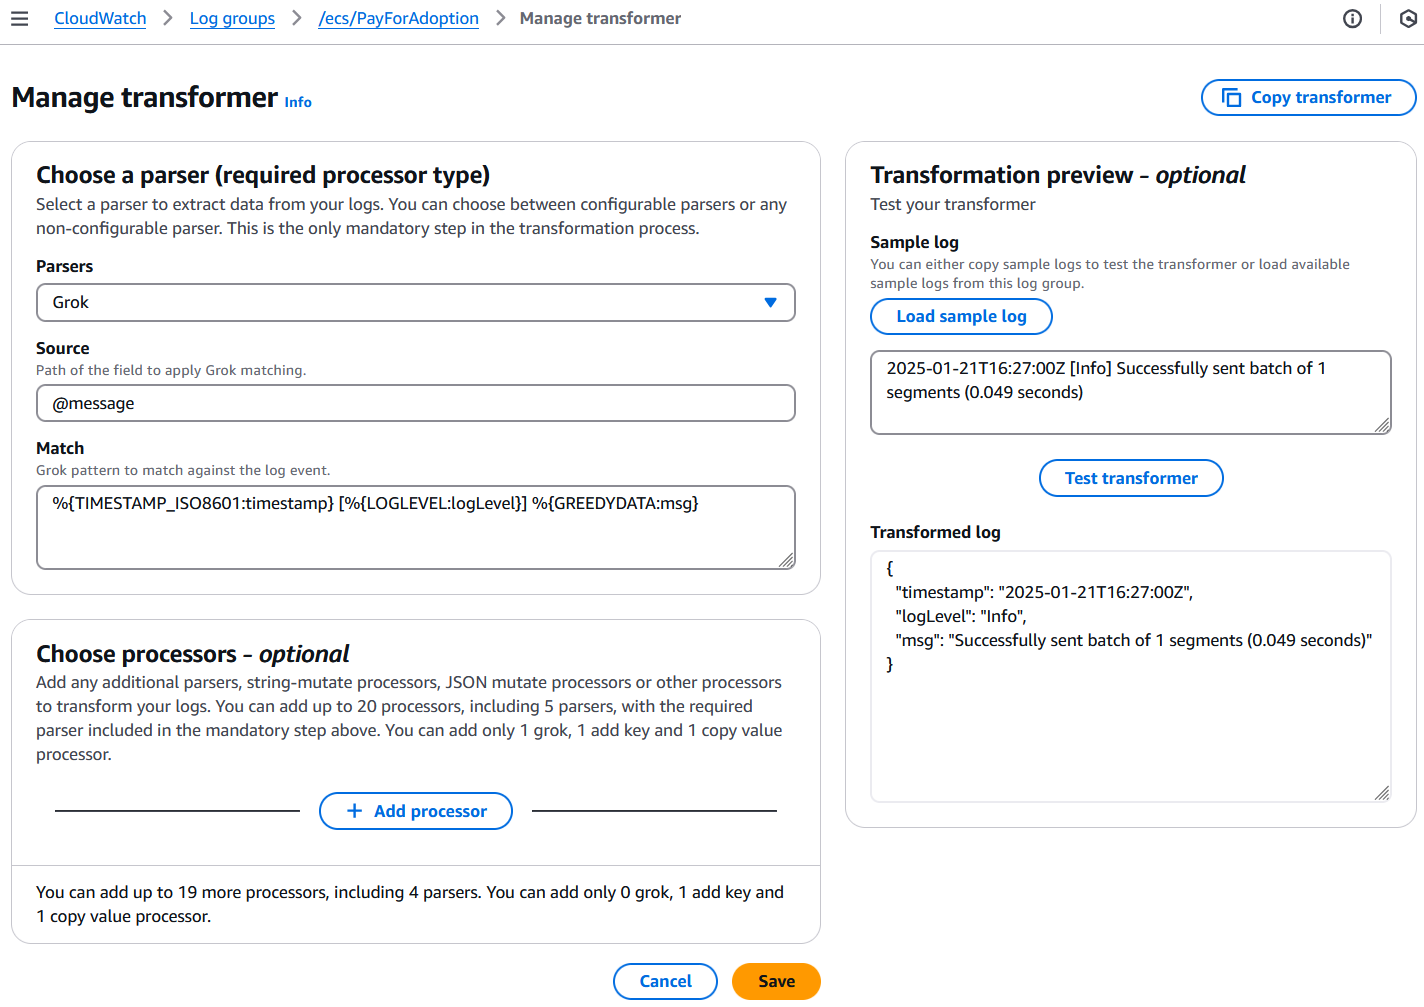 CloudWatch > Log groups > /ecs/PayForAdoption > Manage transformer
Manage transformer Info
Copy transformer
Choose a parser (required processor type)
Select a parser to extract data from your logs. You can choose between configurable parsers or any
non-configurable parser. This is the only mandatory step in the transformation process.
Parsers
Grok
Source
Path of the field to apply Grok matching.
@message
Match
Grok pattern to match against the log event.
%{TIMESTAMP_ISO8601:timestamp} [%{LOGLEVEL:logLevel}] %{GREEDYDATA:msg}
Choose processors – optional
Add any additional parsers, string-mutate processors, JSON mutate processors or other processors
to transform your logs. You can add up to 20 processors, including 5 parsers, with the required
parser included in the mandatory step above. You can add only 1 grok, 1 add key and 1 copy value
processor.
+ Add processor
You can add up to 19 more processors, including 4 parsers. You can add only 0 grok, 1 add key and
1 copy value processor.
Transformation preview – optional
Test your transformer
Sample log
You can either copy sample logs to test the transformer or load available
sample logs from this log group.
Load sample log
2025-01-21T16:27:00Z [Info] Successfully sent batch of 1
segments (0.049 seconds)
Test transformer
Transformed log
{
"timestamp": "2025-01-21T16:27:00Z",
"logLevel": "Info",
"msg": "Successfully sent batch of 1 segments (0.049 seconds)"
}
Cancel
Save